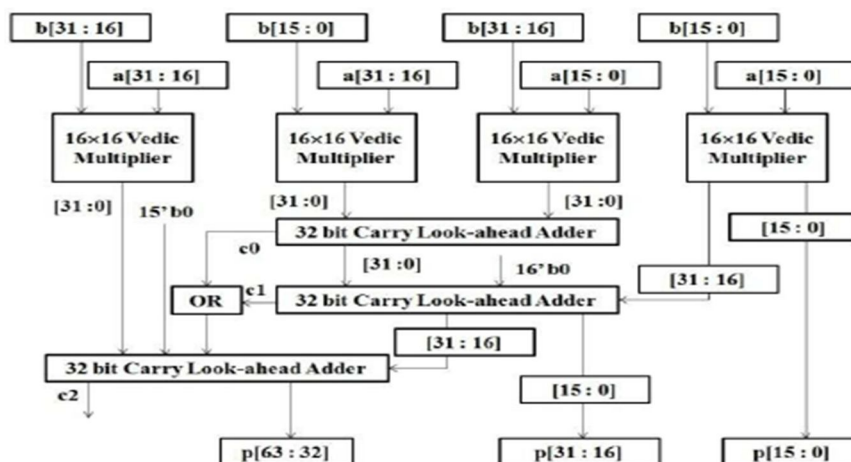 b[31 : 16]
b[15 : 0]
b[31 : 16]
b[15 : 0]
a[31 : 16]
a[31 : 16]
a[15 : 0]
a[15 : 0]
16×16 Vedic
Multiplier
16×16 Vedic
Multiplier
16×16 Vedic
Multiplier
16×16 Vedic
Multiplier
[31:0]
15'b0
[31:0]
[31:0]
[15 : 0]
c0
32 bit Carry Look-ahead Adder
[31:0]
16'b0
[31 : 16]
OR
c1
32 bit Carry Look-ahead Adder
[31 : 16]
32 bit Carry Look-ahead Adder
c2
[15 : 0]
p[63 : 32]
p[31 : 16]
p[15 : 0]